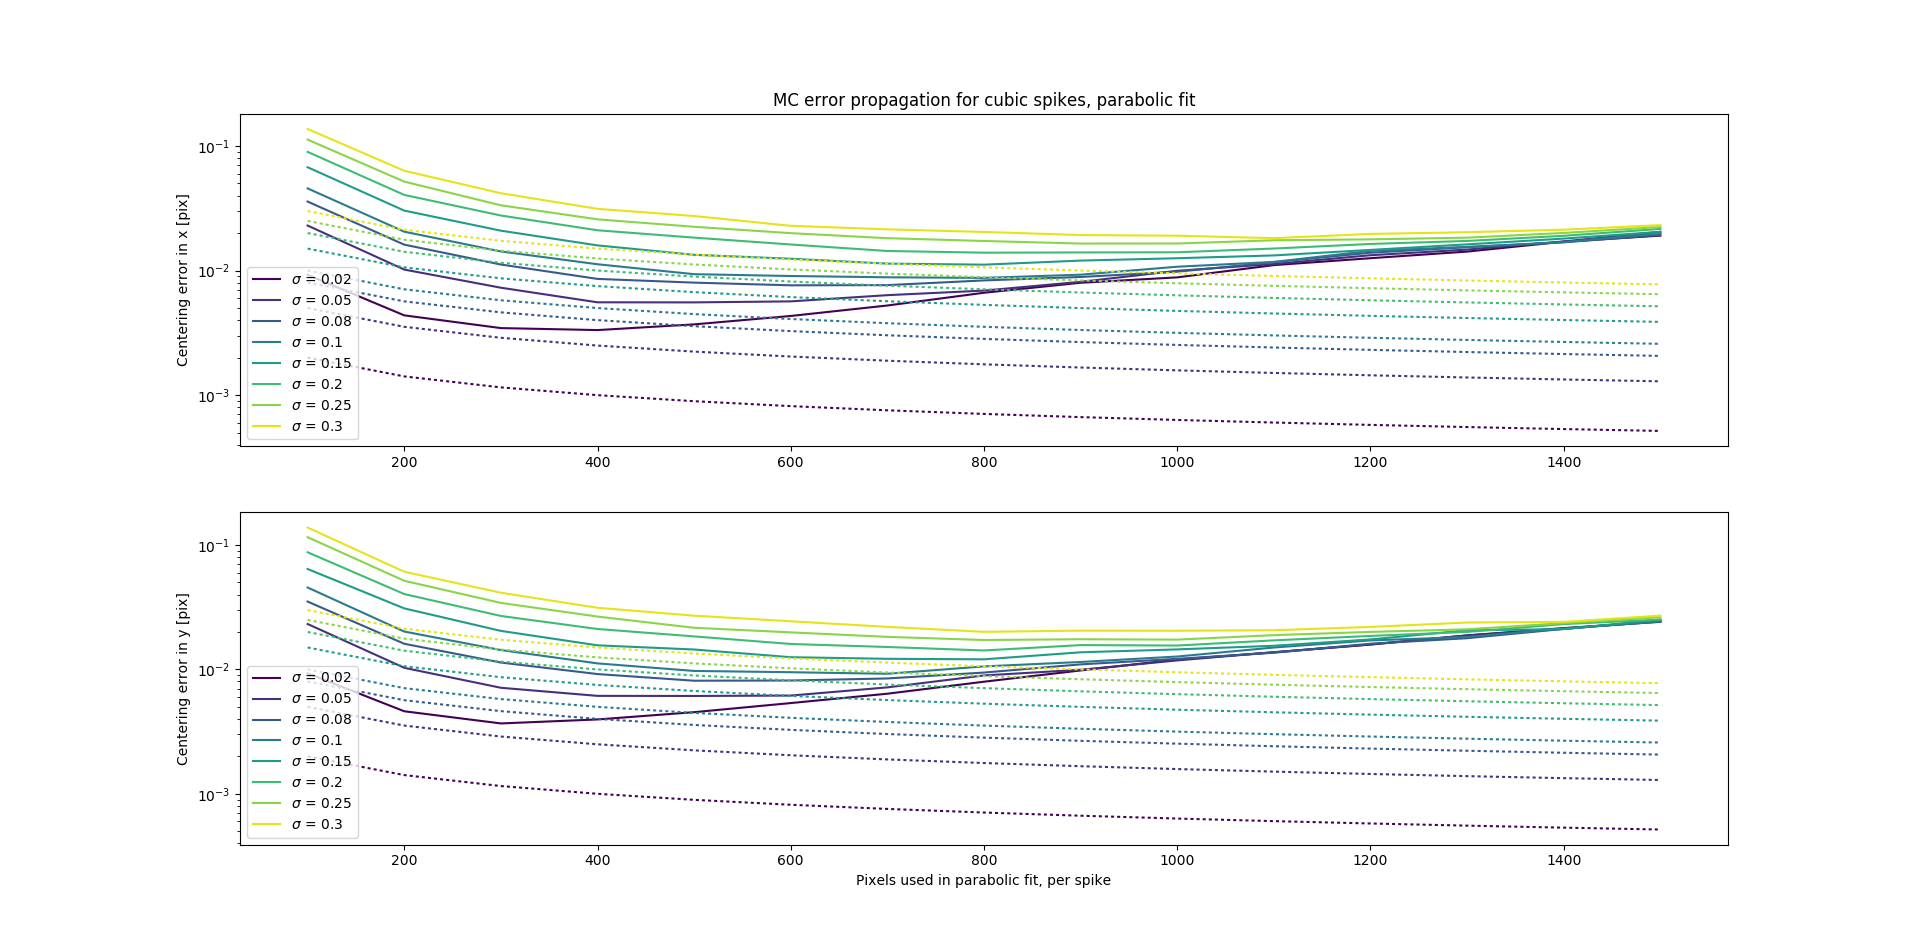 MC error propagation for cubic spikes, parabolic fit
Centering error in x [pix]
10⁻¹
10⁻²
10⁻³
σ = 0.02
σ = 0.05
σ = 0.08
σ = 0.1
σ = 0.15
σ = 0.2
σ = 0.25
σ = 0.3
200 400 600 800 1000 1200 1400
Centering error in y [pix]
10⁻¹
10⁻²
10⁻³
σ = 0.02
σ = 0.05
σ = 0.08
σ = 0.1
σ = 0.15
σ = 0.2
σ = 0.25
σ = 0.3
200 400 600 800 1000 1200 1400
Pixels used in parabolic fit, per spike